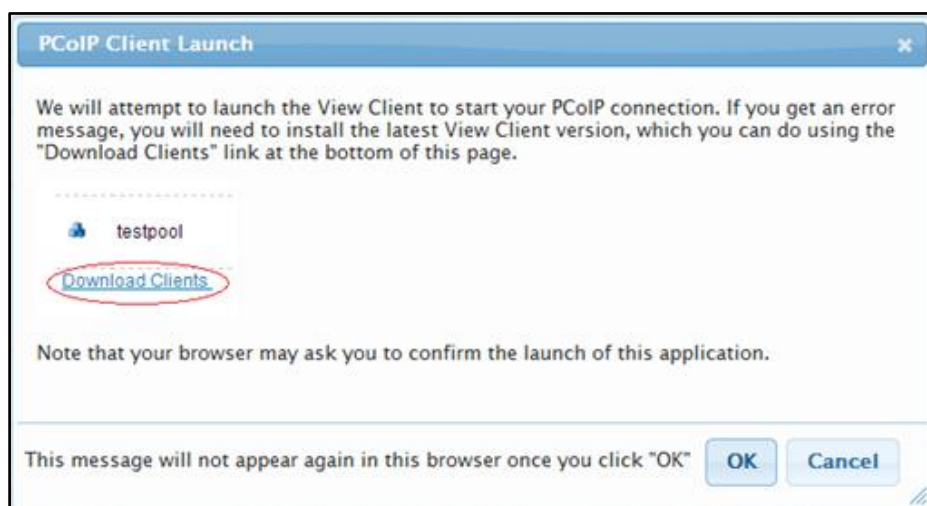 PCoIP Client Launch
We will attempt to launch the View Client to start your PCoIP connection. If you get an error
message, you will need to install the latest View Client version, which you can do using the
"Download Clients" link at the bottom of this page.
testpool
Download Clients
Note that your browser may ask you to confirm the launch of this application.
This message will not appear again in this browser once you click "OK" OK Cancel